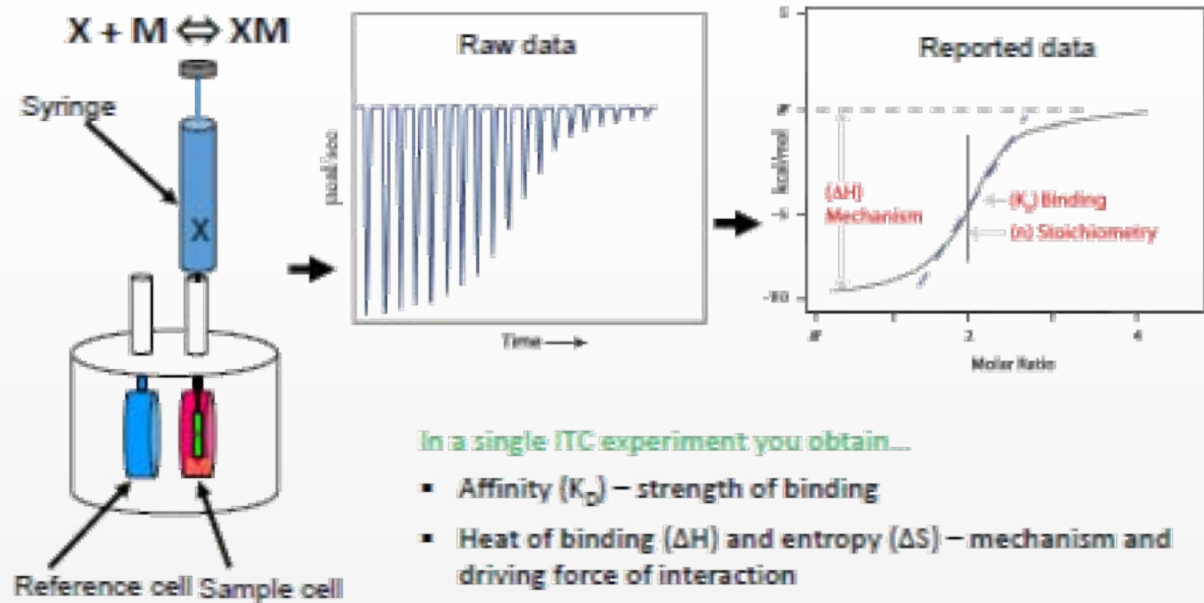 X + M ⇔ XM
Syringe
X
Reference cell
Sample cell
Raw data
µcal/sec
Time
Reported data
kcal/mol
(ΔH)
Mechanism
(K_D) Binding
(n) Stoichiometry
2
4
Molar Ratio
In a single ITC experiment you obtain...
▪ Affinity (K_D) – strength of binding
▪ Heat of binding (ΔH) and entropy (ΔS) – mechanism and
driving force of interaction